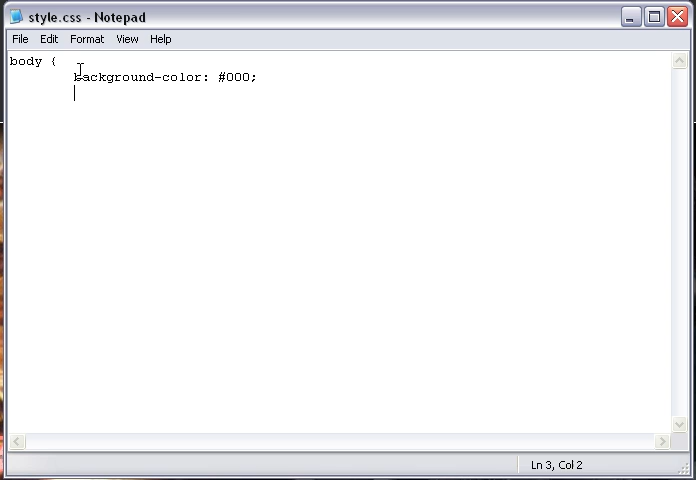 style.css - Notepad
File Edit Format View Help
body {
background-color: #000;
Ln 3, Col 2